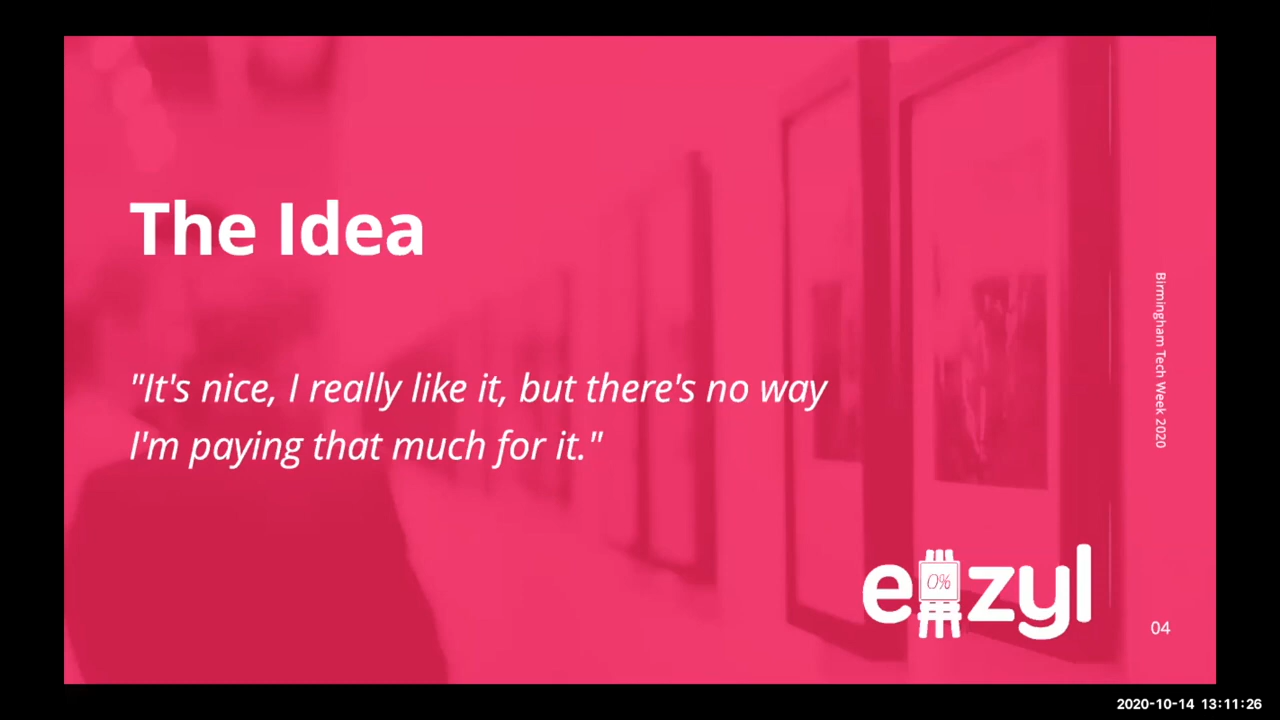 The Idea
"It's nice, I really like it, but there's no way
I'm paying that much for it."
Birmingham Tech Week 2020
e 0% zyl
04
2020-10-14 13:11:26